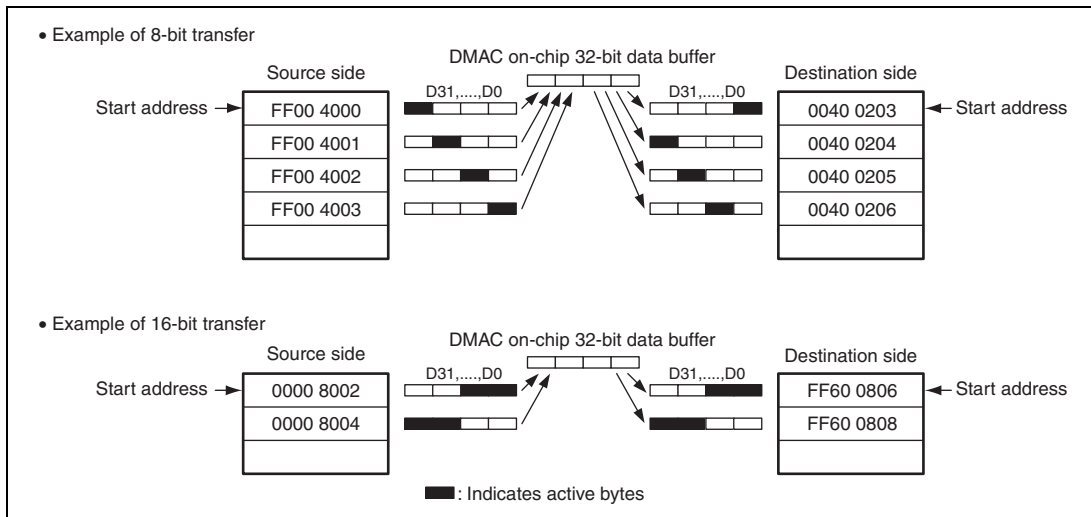 • Example of 8-bit transfer
DMAC on-chip 32-bit data buffer
Source side
D31,....,D0
D31,....,D0
Destination side
Start address
FF00 4000
0040 0203
Start address
FF00 4001
0040 0204
FF00 4002
0040 0205
FF00 4003
0040 0206
• Example of 16-bit transfer
DMAC on-chip 32-bit data buffer
Source side
D31,....,D0
D31,....,D0
Destination side
Start address
0000 8002
FF60 0806
Start address
0000 8004
FF60 0808
: Indicates active bytes